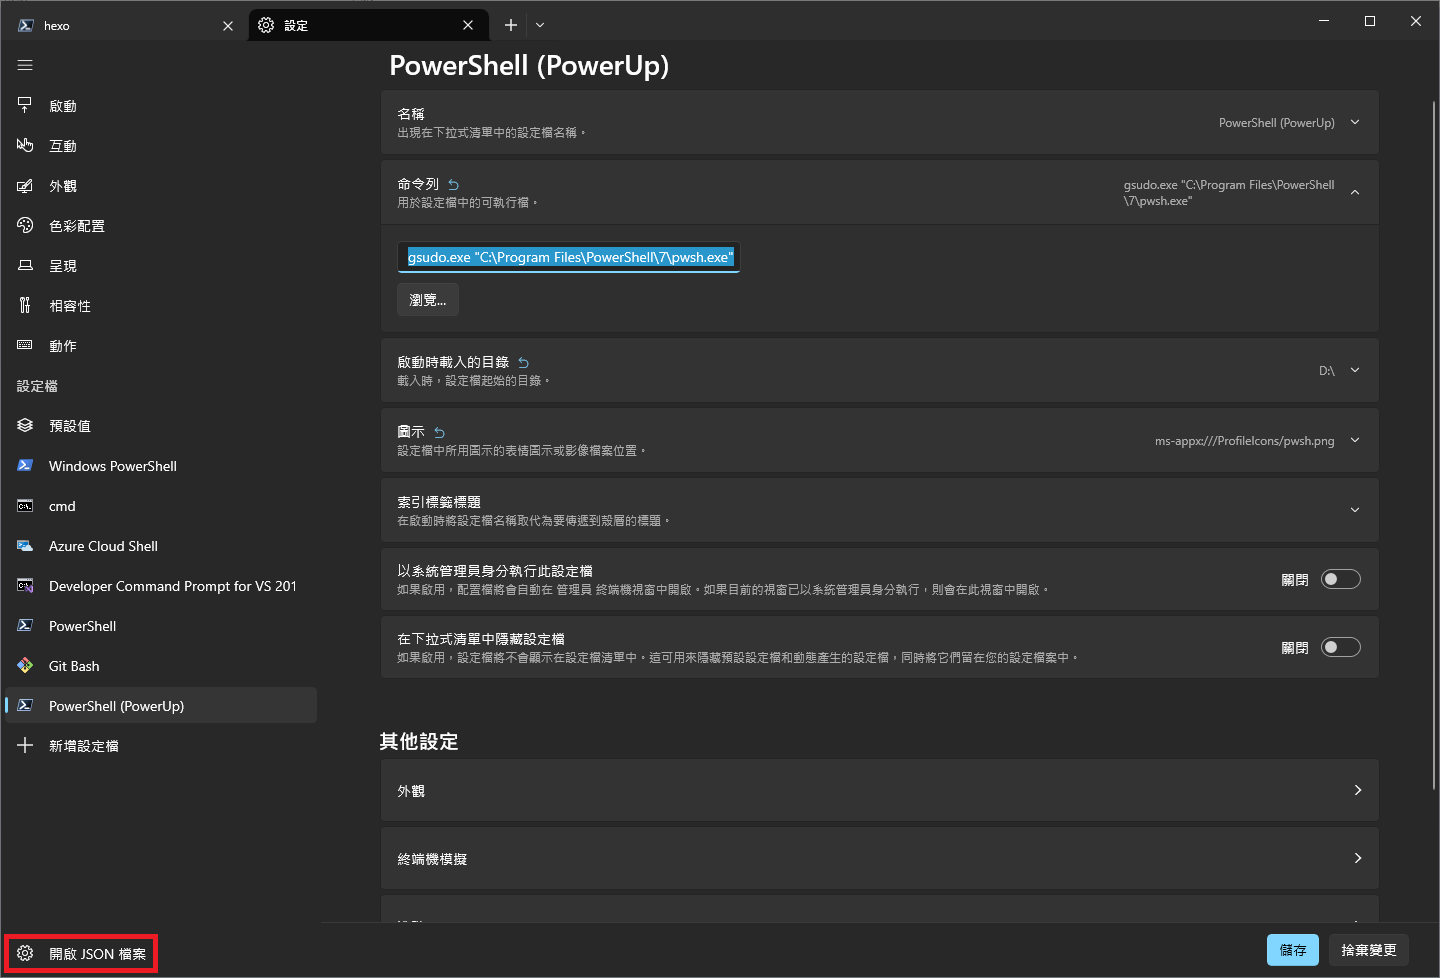 hexo
設定
啟動
互動
外觀
色彩配置
呈現
相容性
動作
設定檔
預設值
Windows PowerShell
cmd
Azure Cloud Shell
Developer Command Prompt for VS 201
PowerShell
Git Bash
PowerShell (PowerUp)
新增設定檔
開啟 JSON 檔案
PowerShell (PowerUp)
名稱
出現在下拉式清單中的設定檔名稱。
PowerShell (PowerUp)
命令列
用於設定檔中的可執行檔。
gsudo.exe "C:\Program Files\PowerShell
\7\pwsh.exe"
gsudo.exe "C:\Program Files\PowerShell\7\pwsh.exe"
瀏覽...
啟動時載入的目錄
載入時，設定檔起始的目錄。
D:\
圖示
設定檔中所用圖示的表情圖示或影像檔案位置。
ms-appx:///ProfileIcons/pwsh.png
索引標籤標題
在啟動時將設定檔名稱取代為要傳遞到殼層的標題。
以系統管理員身分執行此設定檔
如果啟用，配置檔將會自動在 管理員 終端機視窗中開啟。如果目前的視窗已以系統管理員身分執行，則會在此視窗中開啟。
關閉
在下拉式清單中隱藏設定檔
如果啟用，設定檔將不會顯示在設定檔清單中。這可用來隱藏預設設定檔和動態產生的設定檔，同時將它們留在您的設定檔案中。
關閉
其他設定
外觀
終端機模擬
儲存
捨棄變更